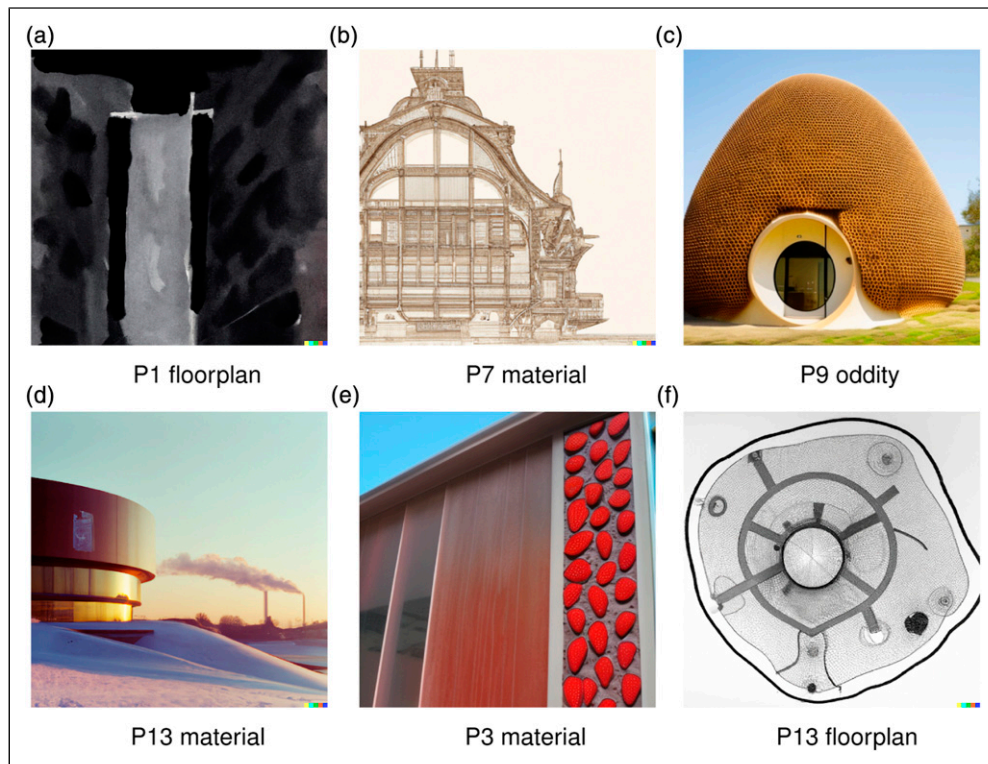 (a)
(b)
(c)
P1 floorplan
P7 material
P9 oddity
(d)
(e)
(f)
P13 material
P3 material
P13 floorplan